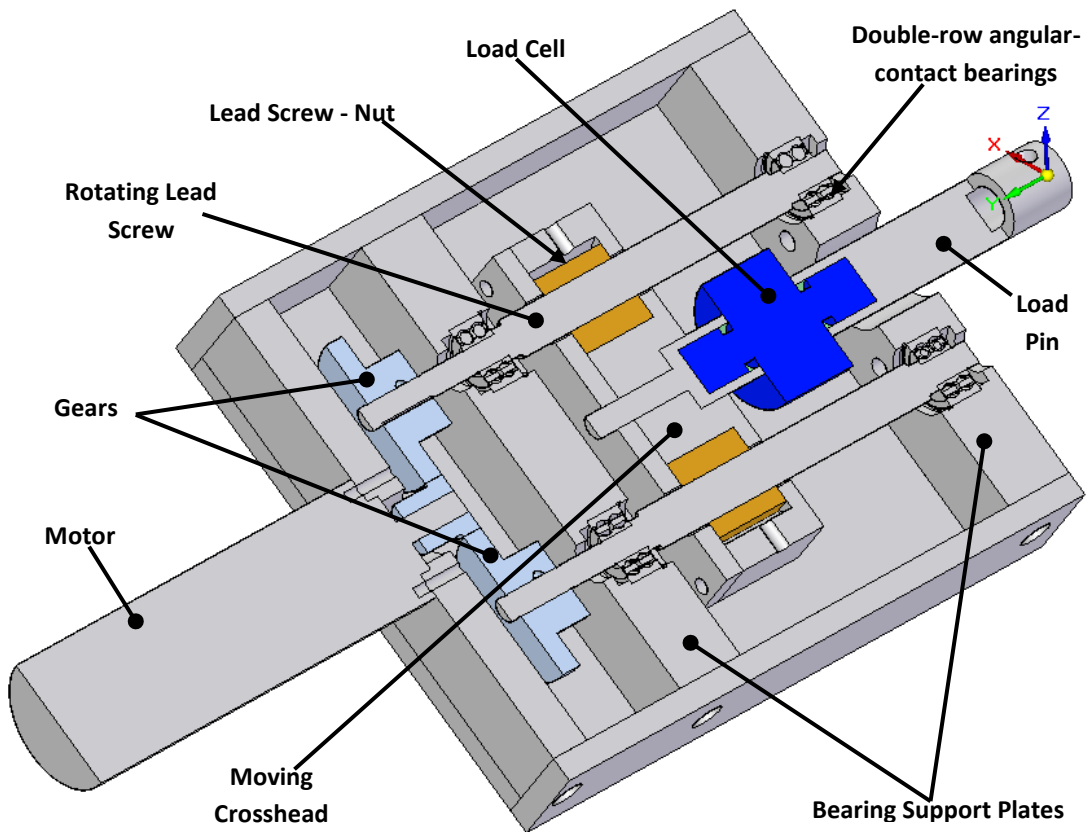 Load Cell
Double-row angular-
contact bearings
Lead Screw - Nut
Z
X
Rotating Lead
Screw
Y
Load
Pin
Gears
Motor
Moving
Crosshead
Bearing Support Plates